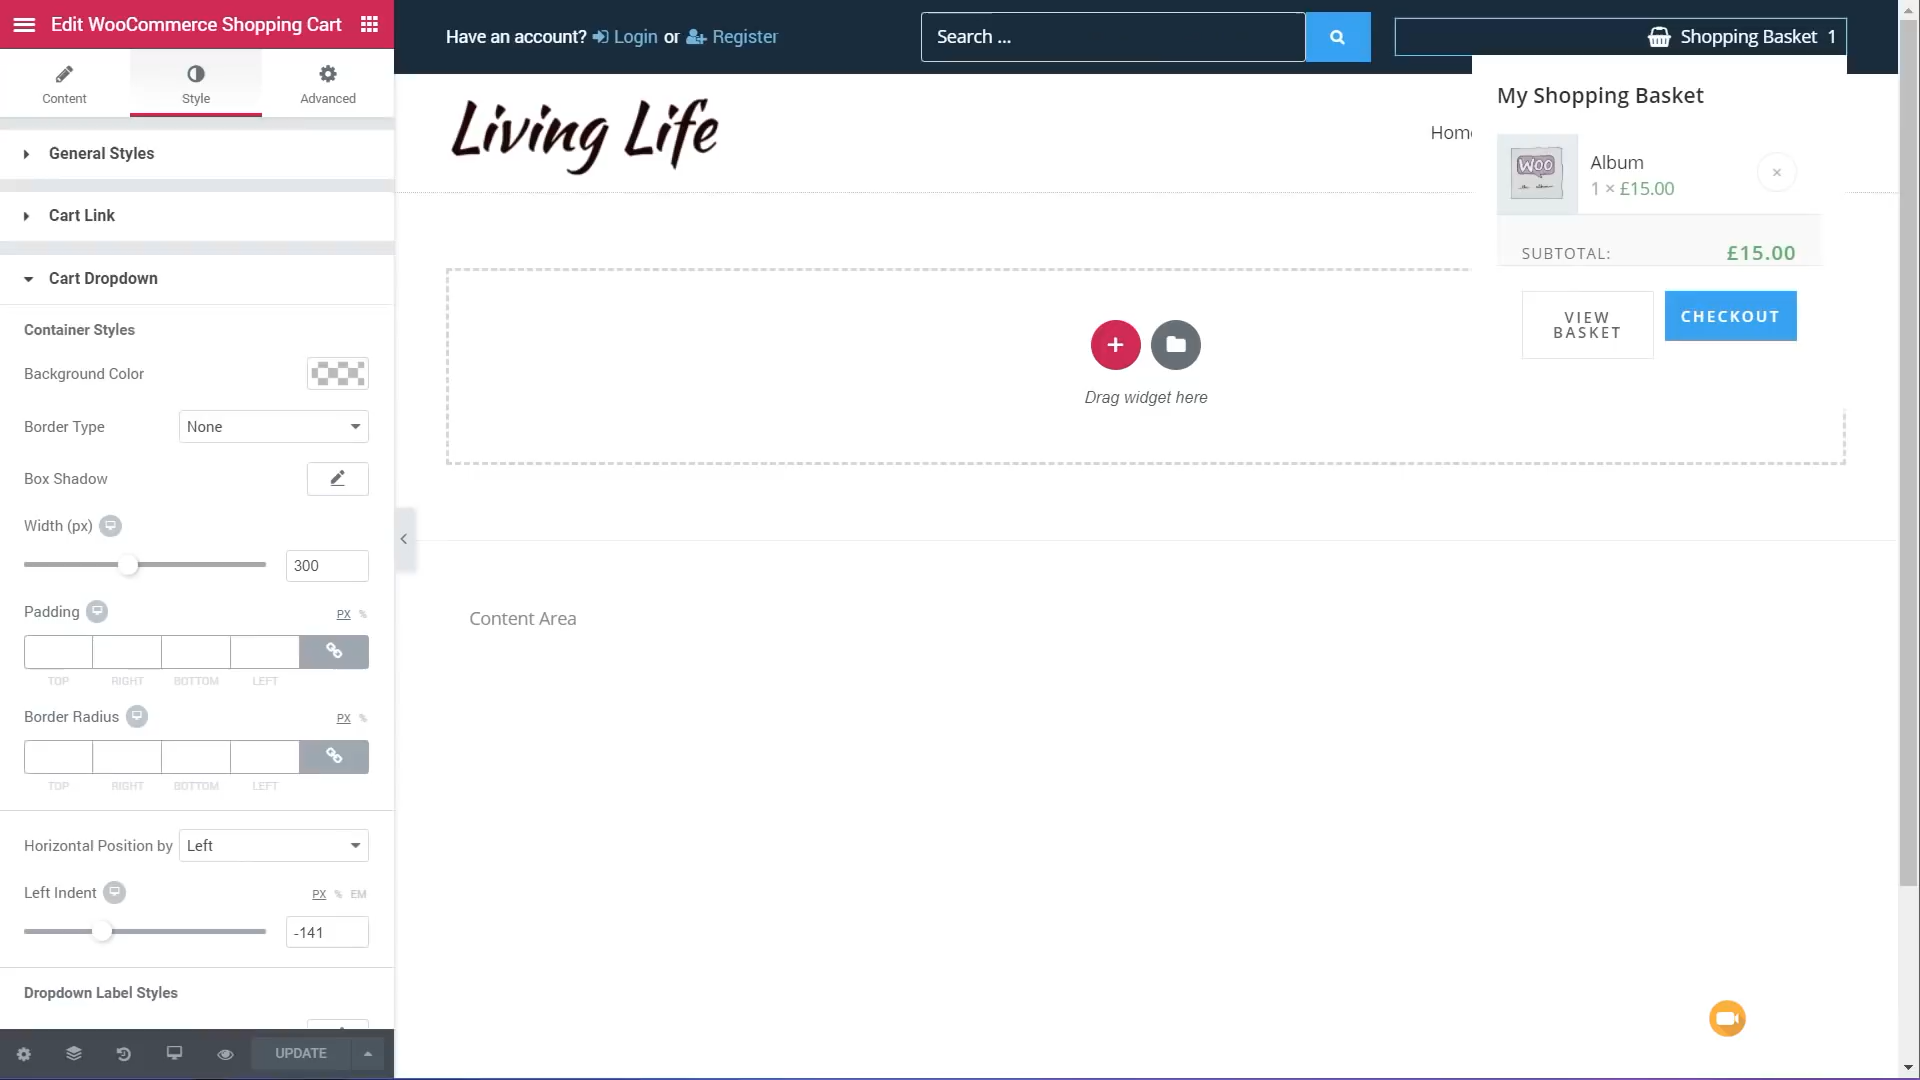 Edit WooCommerce Shopping Cart
Content
Style
Advanced
General Styles
Cart Link
Cart Dropdown
Container Styles
Background Color
Border Type
None
Box Shadow
Width (px)
300
Padding
PX %
TOP RIGHT BOTTOM LEFT
Border Radius
PX %
TOP RIGHT BOTTOM LEFT
Horizontal Position by
Left
Left Indent
PX % EM
-141
Dropdown Label Styles
UPDATE
Have an account? Login or Register
Search ...
Shopping Basket 1
Living Life
Home
My Shopping Basket
WOO
Album
1 × £15.00
×
SUBTOTAL: £15.00
VIEW
BASKET
CHECKOUT
Drag widget here
Content Area